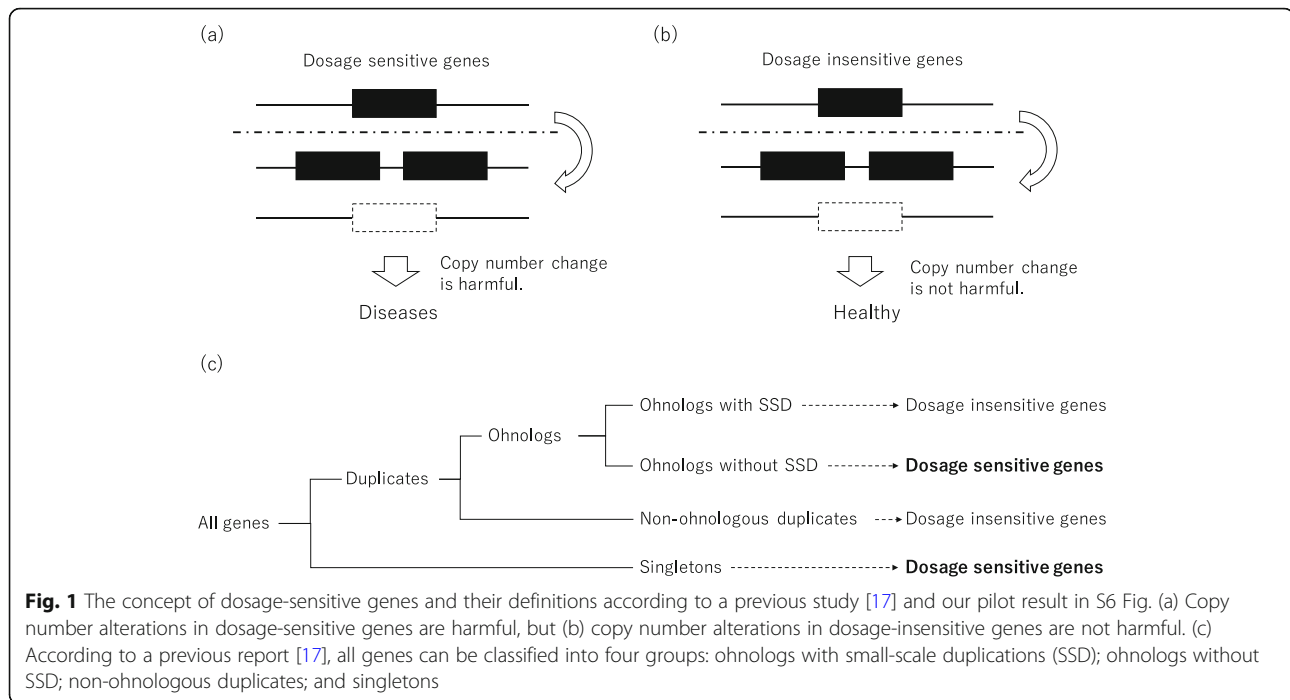 (a)
Dosage sensitive genes
Copy number change
is harmful.
Diseases
(b)
Dosage insensitive genes
Copy number change
is not harmful.
Healthy
(c)
All genes
Duplicates
Ohnologs
Ohnologs with SSD
Dosage insensitive genes
Ohnologs without SSD
Dosage sensitive genes
Non-ohnologous duplicates
Dosage insensitive genes
Singletons
Dosage sensitive genes
Fig. 1 The concept of dosage-sensitive genes and their definitions according to a previous study [17] and our pilot result in S6 Fig. (a) Copy
number alterations in dosage-sensitive genes are harmful, but (b) copy number alterations in dosage-insensitive genes are not harmful. (c)
According to a previous report [17], all genes can be classified into four groups: ohnologs with small-scale duplications (SSD); ohnologs without
SSD; non-ohnologous duplicates; and singletons